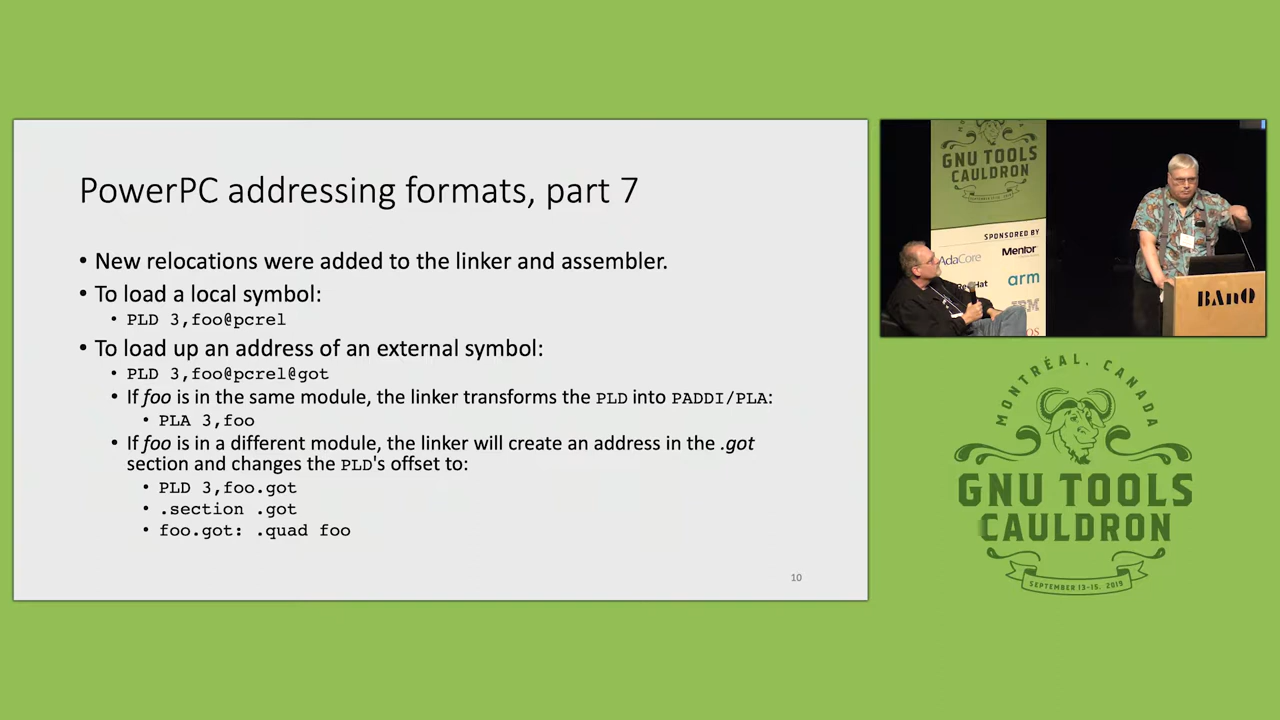 PowerPC addressing formats, part 7
• New relocations were added to the linker and assembler.
• To load a local symbol:
• PLD 3,foo@pcrel
• To load up an address of an external symbol:
• PLD 3,foo@pcrel@got
• If foo is in the same module, the linker transforms the PLD into PADDI/PLA:
• PLA 3,foo
• If foo is in a different module, the linker will create an address in the .got
section and changes the PLD's offset to:
• PLD 3,foo.got
• .section .got
• foo.got: .quad foo
10
GNU TOOLS
CAULDRON
SPONSORED BY
AdaCore
Mentor
Hat
arm
IBM
BAnQ
MONTRÉAL, CANADA
GNU TOOLS
CAULDRON
SEPTEMBER 13-15, 2019